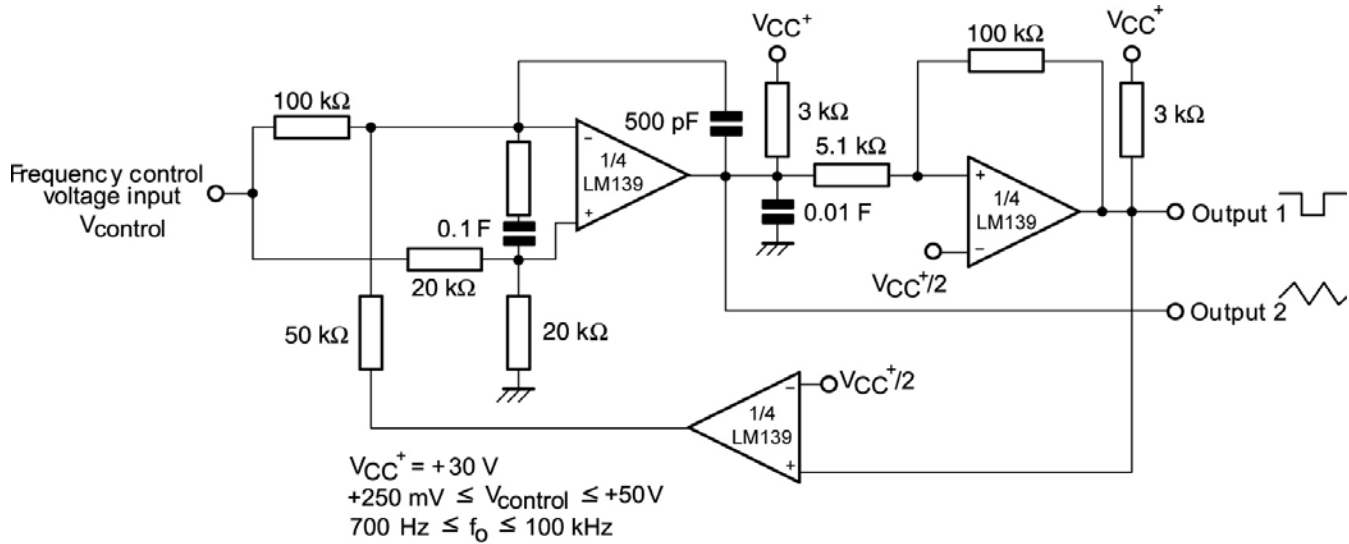 VCC+
VCC+
100 kΩ
100 kΩ
500 pF
3 kΩ
3 kΩ
5.1 kΩ
−
1/4
LM139
+
Frequency control
voltage input
Vcontrol
0.1 F
0.01 F
+
1/4
LM139
−
Output 1
VCC+/2
20 kΩ
20 kΩ
50 kΩ
Output 2
−
VCC+/2
1/4
LM139
+
VCC+ = +30 V
+250 mV ≤ Vcontrol ≤ +50V
700 Hz ≤ fo ≤ 100 kHz